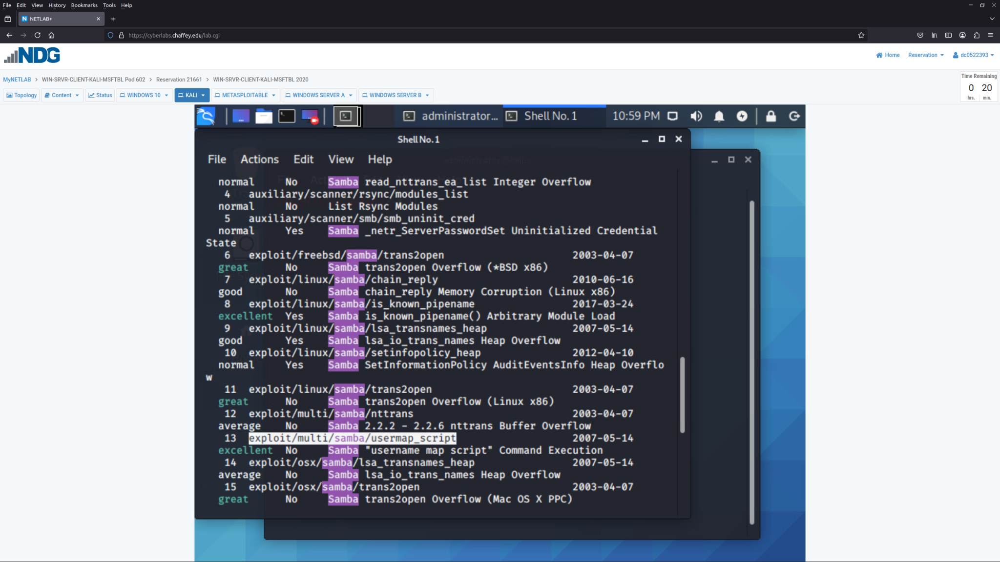 File Edit View History Bookmarks Tools Help
NETLAB+
https://cyberlabs.chaffey.edu/lab.cgi
NDG
Home Reservation dc0522393
MyNETLAB > WIN-SRVR-CLIENT-KALI-MSFTBL Pod 602 > Reservation 21661 > WIN-SRVR-CLIENT-KALI-MSFTBL 2020
Time Remaining
0 20
hrs. min.
Topology Content Status WINDOWS 10 KALI METASPLOITABLE WINDOWS SERVER A WINDOWS SERVER B
administrator... Shell No. 1 10:59 PM
Shell No.1
File Actions Edit View Help
normal No Samba read_nttrans_ea_list Integer Overflow
4 auxiliary/scanner/rsync/modules_list
normal No List Rsync Modules
5 auxiliary/scanner/smb/smb_uninit_cred
normal Yes Samba _netr_ServerPasswordSet Uninitialized Credential
State
6 exploit/freebsd/samba/trans2open 2003-04-07
great No Samba trans2open Overflow (*BSD x86)
7 exploit/linux/samba/chain_reply 2010-06-16
good No Samba chain_reply Memory Corruption (Linux x86)
8 exploit/linux/samba/is_known_pipename 2017-03-24
excellent Yes Samba is_known_pipename() Arbitrary Module Load
9 exploit/linux/samba/lsa_transnames_heap 2007-05-14
good Yes Samba lsa_io_trans_names Heap Overflow
10 exploit/linux/samba/setinfopolicy_heap 2012-04-10
normal Yes Samba SetInformationPolicy AuditEventsInfo Heap Overflo
w
11 exploit/linux/samba/trans2open 2003-04-07
great No Samba trans2open Overflow (Linux x86)
12 exploit/multi/samba/nttrans 2003-04-07
average No Samba 2.2.2 - 2.2.6 nttrans Buffer Overflow
13 exploit/multi/samba/usermap_script 2007-05-14
excellent No Samba "username map script" Command Execution
14 exploit/osx/samba/lsa_transnames_heap 2007-05-14
average No Samba lsa_io_trans_names Heap Overflow
15 exploit/osx/samba/trans2open 2003-04-07
great No Samba trans2open Overflow (Mac OS X PPC)